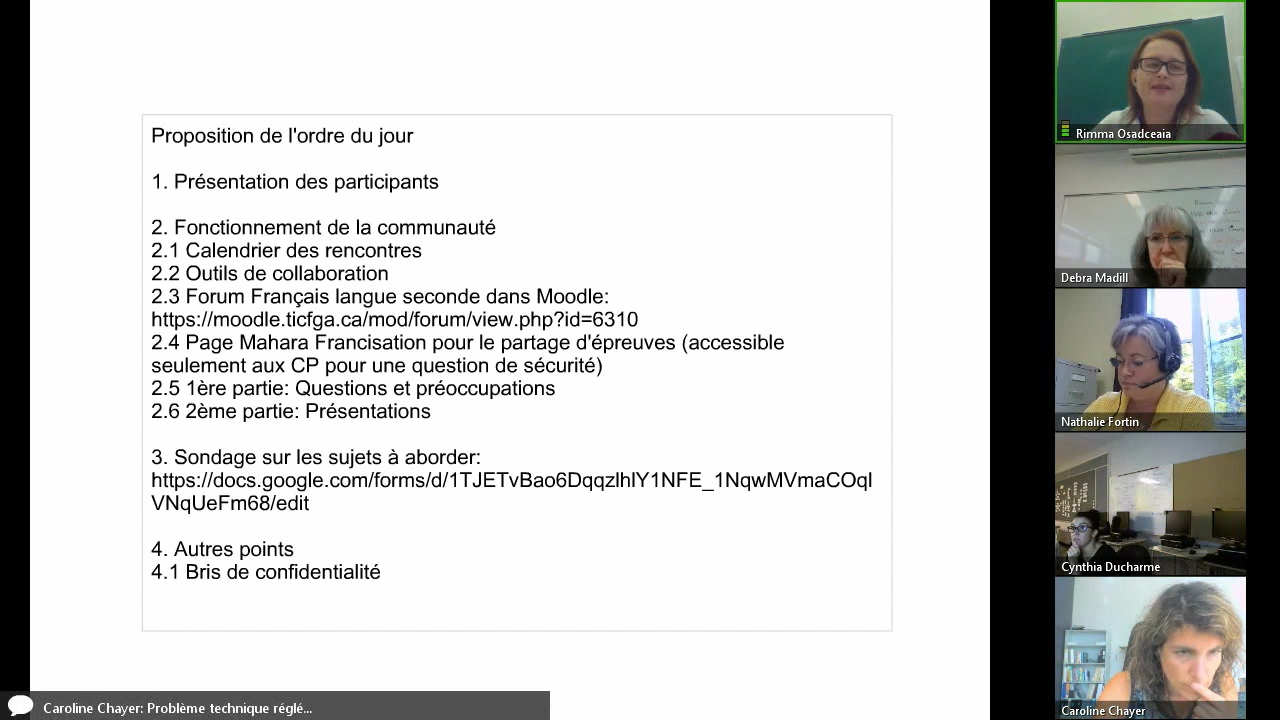 Proposition de l'ordre du jour
1. Présentation des participants
2. Fonctionnement de la communauté
2.1 Calendrier des rencontres
2.2 Outils de collaboration
2.3 Forum Français langue seconde dans Moodle:
https://moodle.ticfga.ca/mod/forum/view.php?id=6310
2.4 Page Mahara Francisation pour le partage d'épreuves (accessible
seulement aux CP pour une question de sécurité)
2.5 1ère partie: Questions et préoccupations
2.6 2ème partie: Présentations
3. Sondage sur les sujets à aborder:
https://docs.google.com/forms/d/1TJETvBao6DqqzlhlY1NFE_1NqwMVmaCOql
VNqUeFm68/edit
4. Autres points
4.1 Bris de confidentialité
Caroline Chayer: Problème technique réglé...
Rimma Osadceaia
Debra Madill
Nathalie Fortin
Cynthia Ducharme
Caroline Chayer